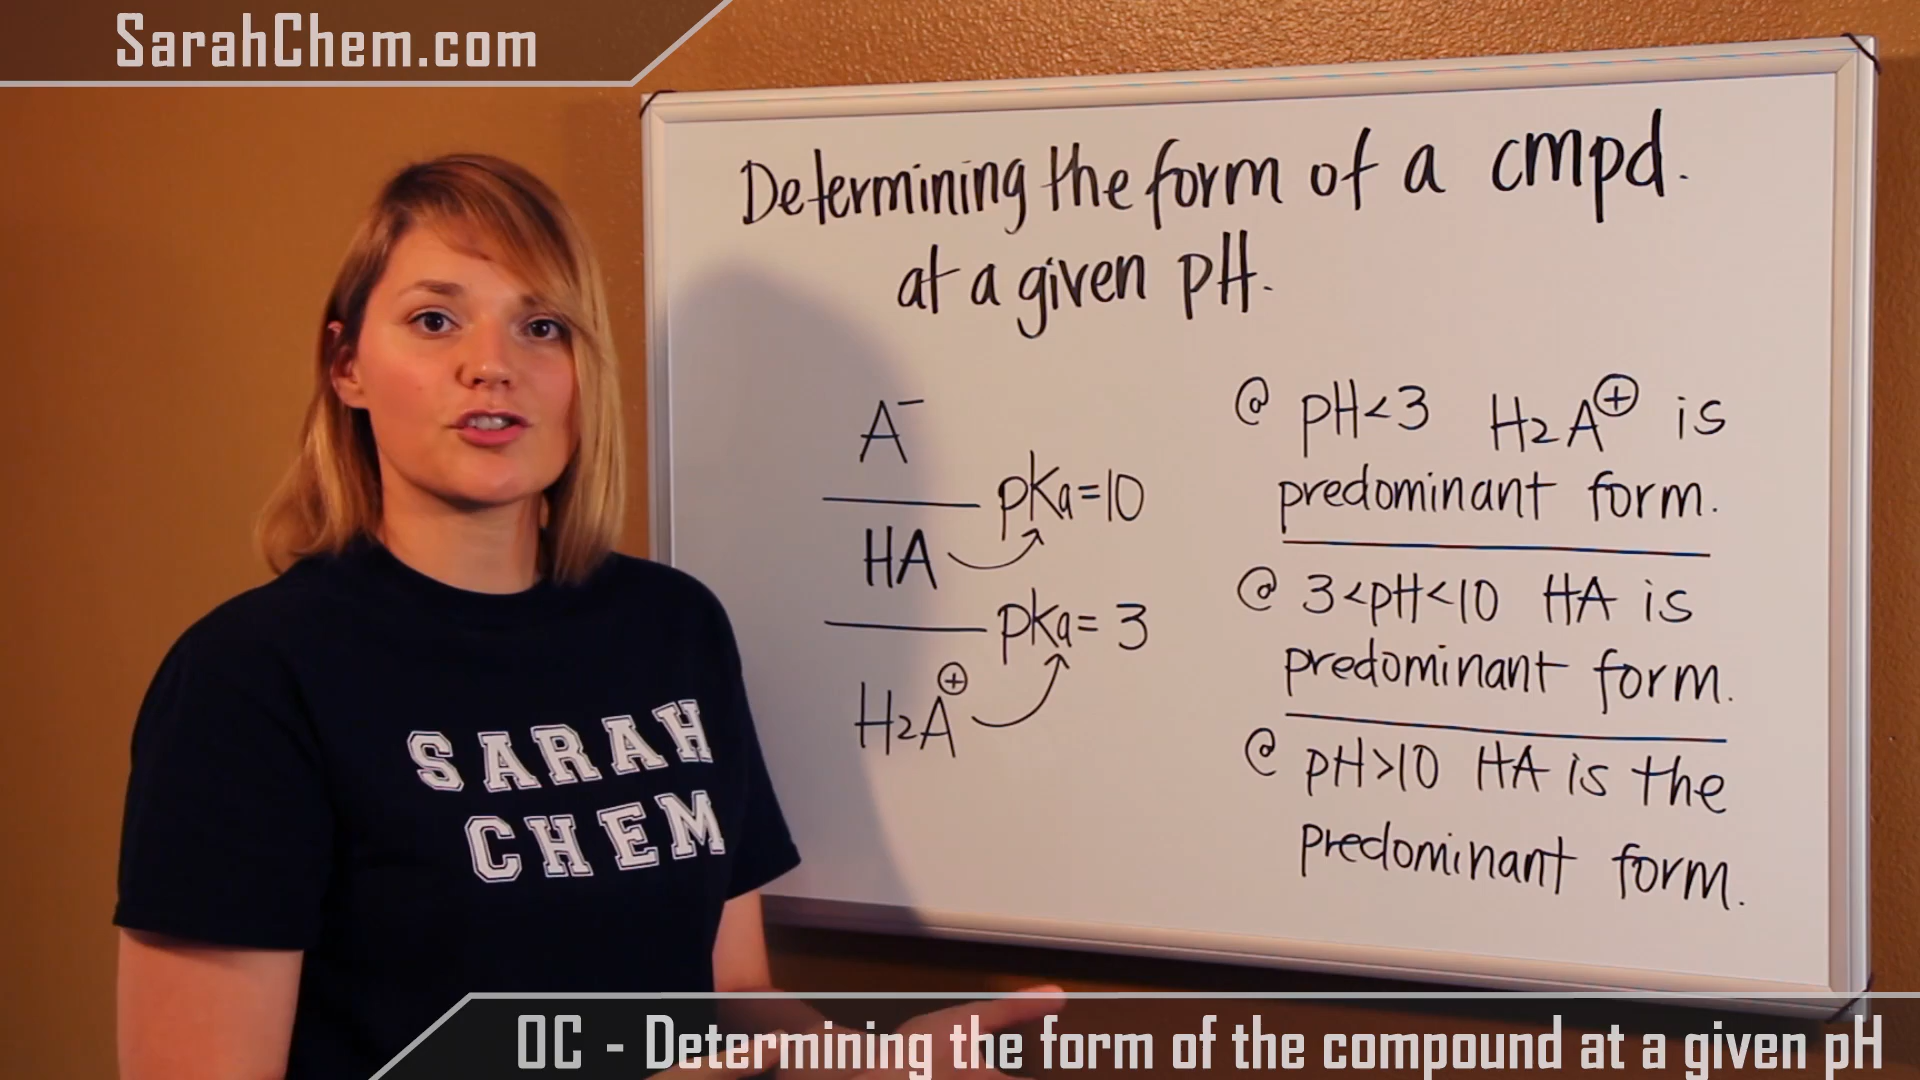 SarahChem.com
Determining the form of a cmpd.
at a given pH.
A⁻
pKa=10
HA
pKa=3
H₂A⊕
@ pH<3 H₂A⊕ is
predominant form.
@ 3<pH<10 HA is
predominant form.
@ pH>10 HA is the
predominant form.
SARAH
CHEM
OC - Determining the form of the compound at a given pH